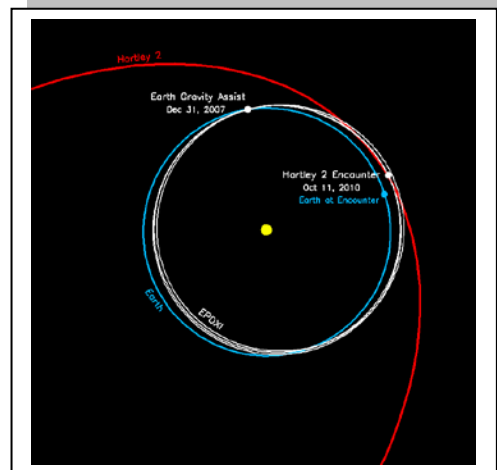 Hartley 2
Earth Gravity Assist
Dec 31, 2007
Hartley 2 Encounter
Oct 11, 2010
Earth at Encounter
Earth
EPOXI